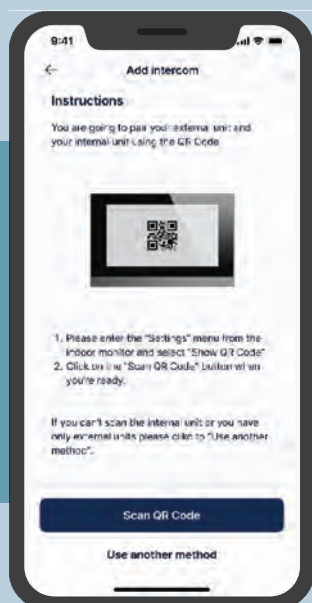 9:41
Add intercom
Instructions
You are going to pair your external unit and
your internal unit using the QR Code
1. Please enter the "Settings" menu from the
indoor monitor and select "Show QR Code"
2. Click on the "Scan QR Code" button when
you're ready.
If you can't scan the internal unit or you have
only external units please clikc to "Use another
method".
Scan QR Code
Use another method